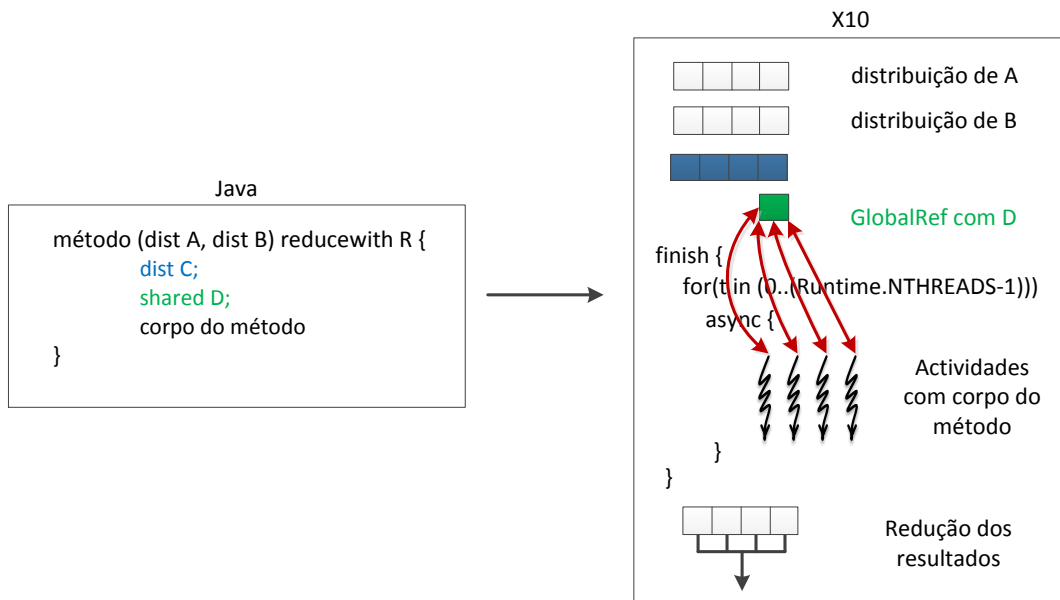 Java
método (dist A, dist B) reducewith R {
dist C;
shared D;
corpo do método
}
X10
distribuição de A
distribuição de B
GlobalRef com D
finish {
for(t in (0..(Runtime.NTHREADS-1)))
async {
Actividades
com corpo do
método
}
}
Redução dos
resultados